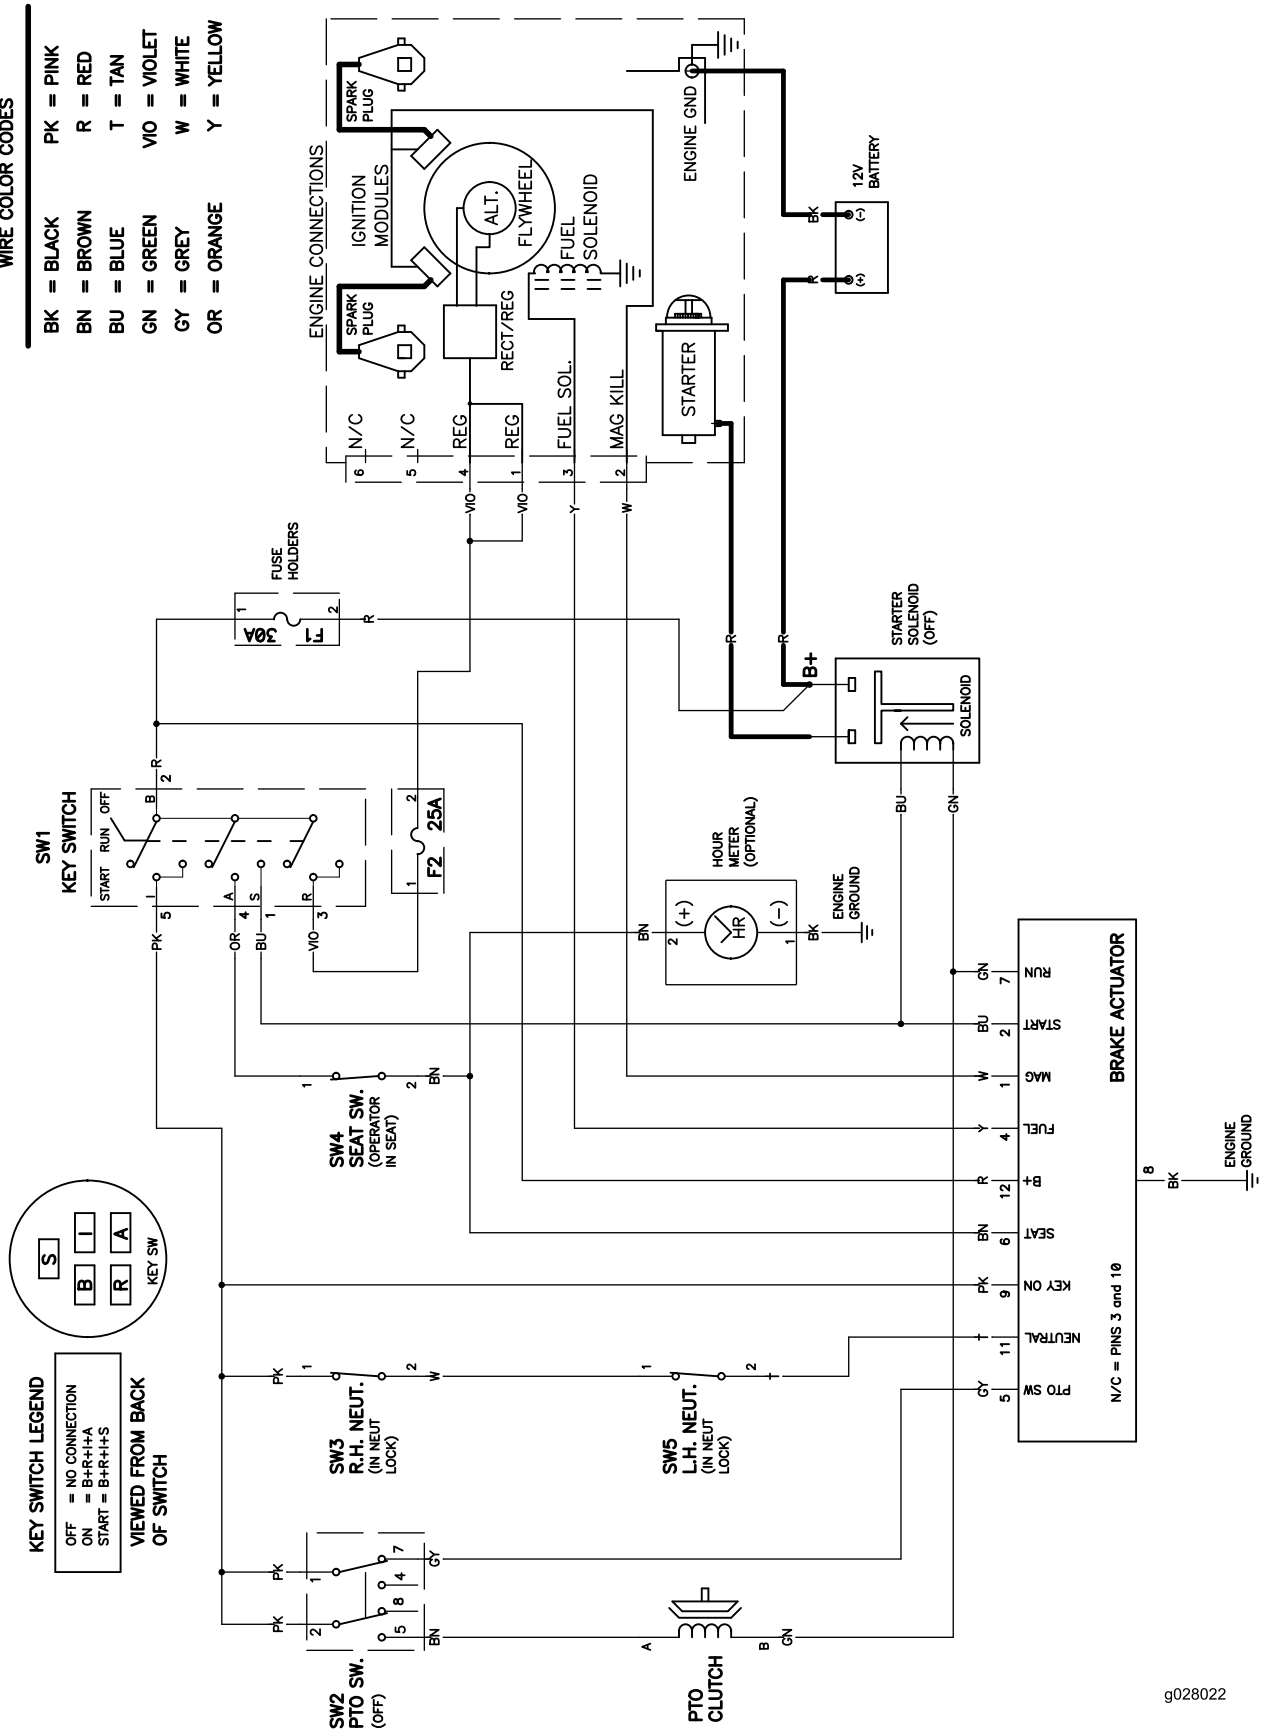 WIRE COLOR CODES
BK = BLACK
BN = BROWN
BU = BLUE
GN = GREEN
GY = GREY
OR = ORANGE
PK = PINK
R = RED
T = TAN
VIO = VIOLET
W = WHITE
Y = YELLOW
ENGINE CONNECTIONS
SPARK
PLUG
SPARK
PLUG
IGNITION
MODULES
ALT.
FLYWHEEL
FUEL
SOLENOID
RECT/REG
ENGINE GND
STARTER
N/C
N/C
REG
REG
FUEL SOL.
MAG KILL
6
5
4
1
3
2
VIO
VIO
Y
W
12V
BATTERY
BK
(-)
R
(+)
FUSE
HOLDERS
1
2
30A
F1
R
R
R
B+
STARTER
SOLENOID
(OFF)
SOLENOID
BU
GN
SW1
KEY SWITCH
START RUN OFF
B
R
2
I
A
S
R
5
4
1
3
PK
OR
BU
VIO
2
1
F2 25A
HOUR
METER
(OPTIONAL)
BN
2
(+)
HR
(-)
1
BK
ENGINE
GROUND
SW4
SEAT SW.
(OPERATOR
IN SEAT)
1
2
BN
S
B
I
R
A
KEY SW
KEY SWITCH LEGEND
OFF = NO CONNECTION
ON = B+R+I+A
START = B+R+I+S
VIEWED FROM BACK
OF SWITCH
PK
1
2
W
SW3
R.H. NEUT.
(IN NEUT
LOCK)
1
2
T
SW5
L.H. NEUT.
(IN NEUT
LOCK)
PK
PK
1
2
7
4
8
5
GY
BN
SW2
PTO SW.
(OFF)
A
B
GN
PTO
CLUTCH
BRAKE ACTUATOR
GN
7
RUN
BU
2
START
W
1
MAG
Y
4
FUEL
R
12
B+
BN
6
SEAT
PK
9
KEY ON
T
11
NEUTRAL
GY
5
PTO SW
N/C = PINS 3 and 10
8
BK
ENGINE
GROUND
g028022